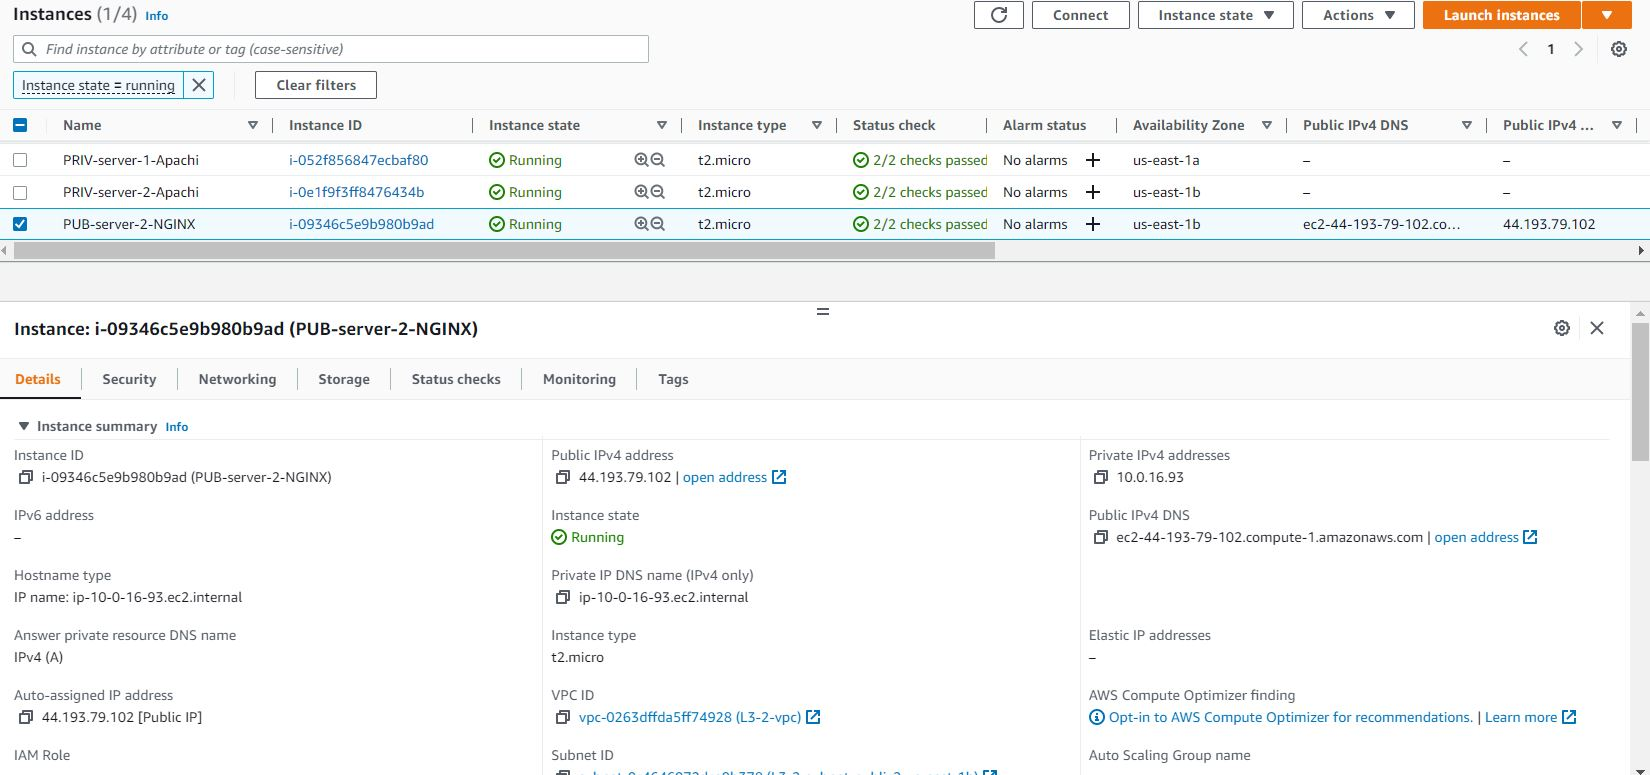 Instances (1/4) Info
Connect
Instance state
Actions
Launch instances
Find instance by attribute or tag (case-sensitive)
1
Instance state = running
Clear filters
Name Instance ID Instance state Instance type Status check Alarm status Availability Zone Public IPv4 DNS Public IPv4 ...
PRIV-server-1-Apachi i-052f856847ecbaf80 Running t2.micro 2/2 checks passed No alarms + us-east-1a – –
PRIV-server-2-Apachi i-0e1f9f3ff8476434b Running t2.micro 2/2 checks passed No alarms + us-east-1b – –
PUB-server-2-NGINX i-09346c5e9b980b9ad Running t2.micro 2/2 checks passed No alarms + us-east-1b ec2-44-193-79-102.co... 44.193.79.102
Instance: i-09346c5e9b980b9ad (PUB-server-2-NGINX)
Details Security Networking Storage Status checks Monitoring Tags
Instance summary Info
Instance ID
i-09346c5e9b980b9ad (PUB-server-2-NGINX)
Public IPv4 address
44.193.79.102 | open address
Private IPv4 addresses
10.0.16.93
IPv6 address
–
Instance state
Running
Public IPv4 DNS
ec2-44-193-79-102.compute-1.amazonaws.com | open address
Hostname type
IP name: ip-10-0-16-93.ec2.internal
Private IP DNS name (IPv4 only)
ip-10-0-16-93.ec2.internal
Answer private resource DNS name
IPv4 (A)
Instance type
t2.micro
Elastic IP addresses
–
Auto-assigned IP address
44.193.79.102 [Public IP]
VPC ID
vpc-0263dffda5ff74928 (L3-2-vpc)
AWS Compute Optimizer finding
Opt-in to AWS Compute Optimizer for recommendations. | Learn more
IAM Role
Subnet ID
Auto Scaling Group name